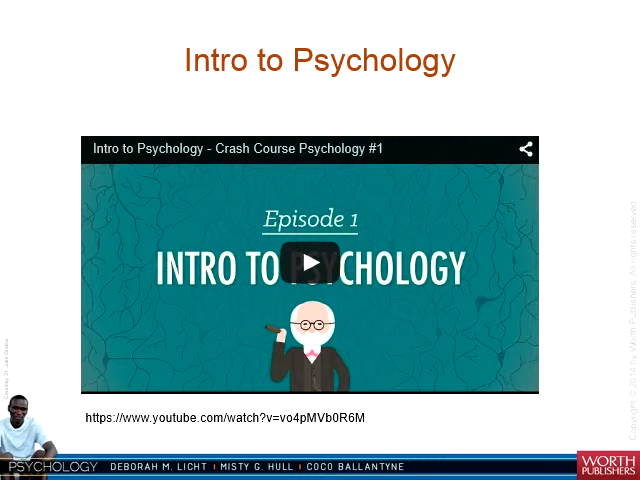 Intro to Psychology
Intro to Psychology - Crash Course Psychology #1
Episode 1
INTRO TO PSYCHOLOGY
https://www.youtube.com/watch?v=vo4pMVb0R6M
Copyright © 2014 by Worth Publishers. All rights reserved
PSYCHOLOGY DEBORAH M. LICHT | MISTY G. HULL | COCO BALLANTYNE
WORTH
PUBLISHERS